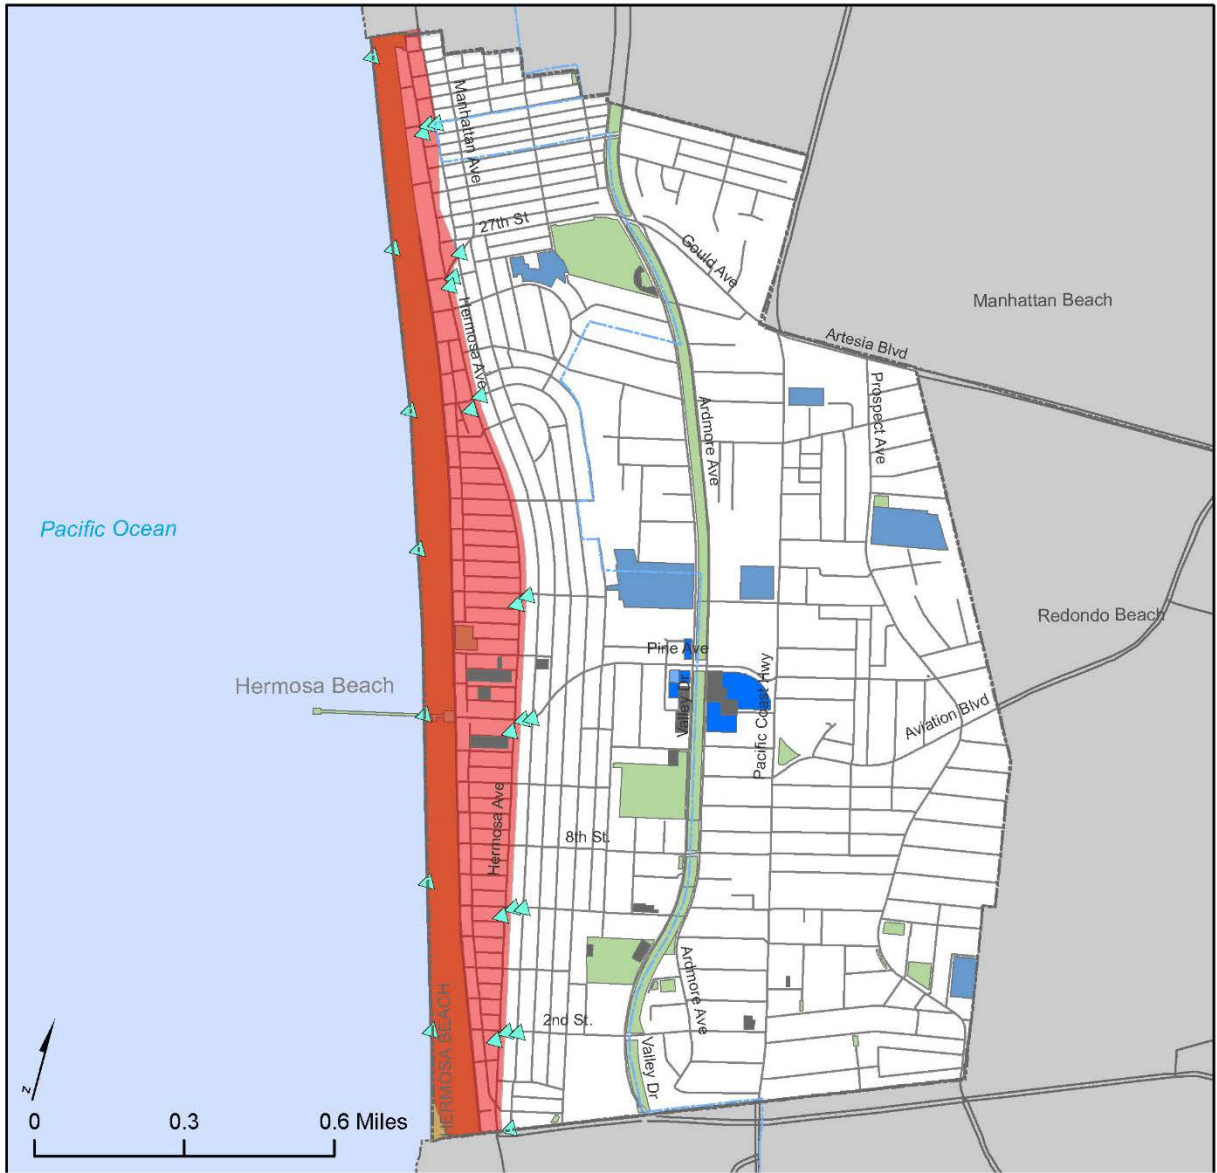 Manhattan Ave
27th St
Gould Ave
Manhattan Beach
Artesia Blvd
Hermosa Ave
Prospect Ave
Ardmore Ave
Pacific Ocean
Redondo Beach
Pine Ave
Hermosa Beach
Valley Dr
Pacific Coast Hwy
Aviation Blvd
Hermosa Ave
8th St.
Ardmore Ave
HERMOSA BEACH
2nd St.
Valley Dr
z
0 0.3 0.6 Miles